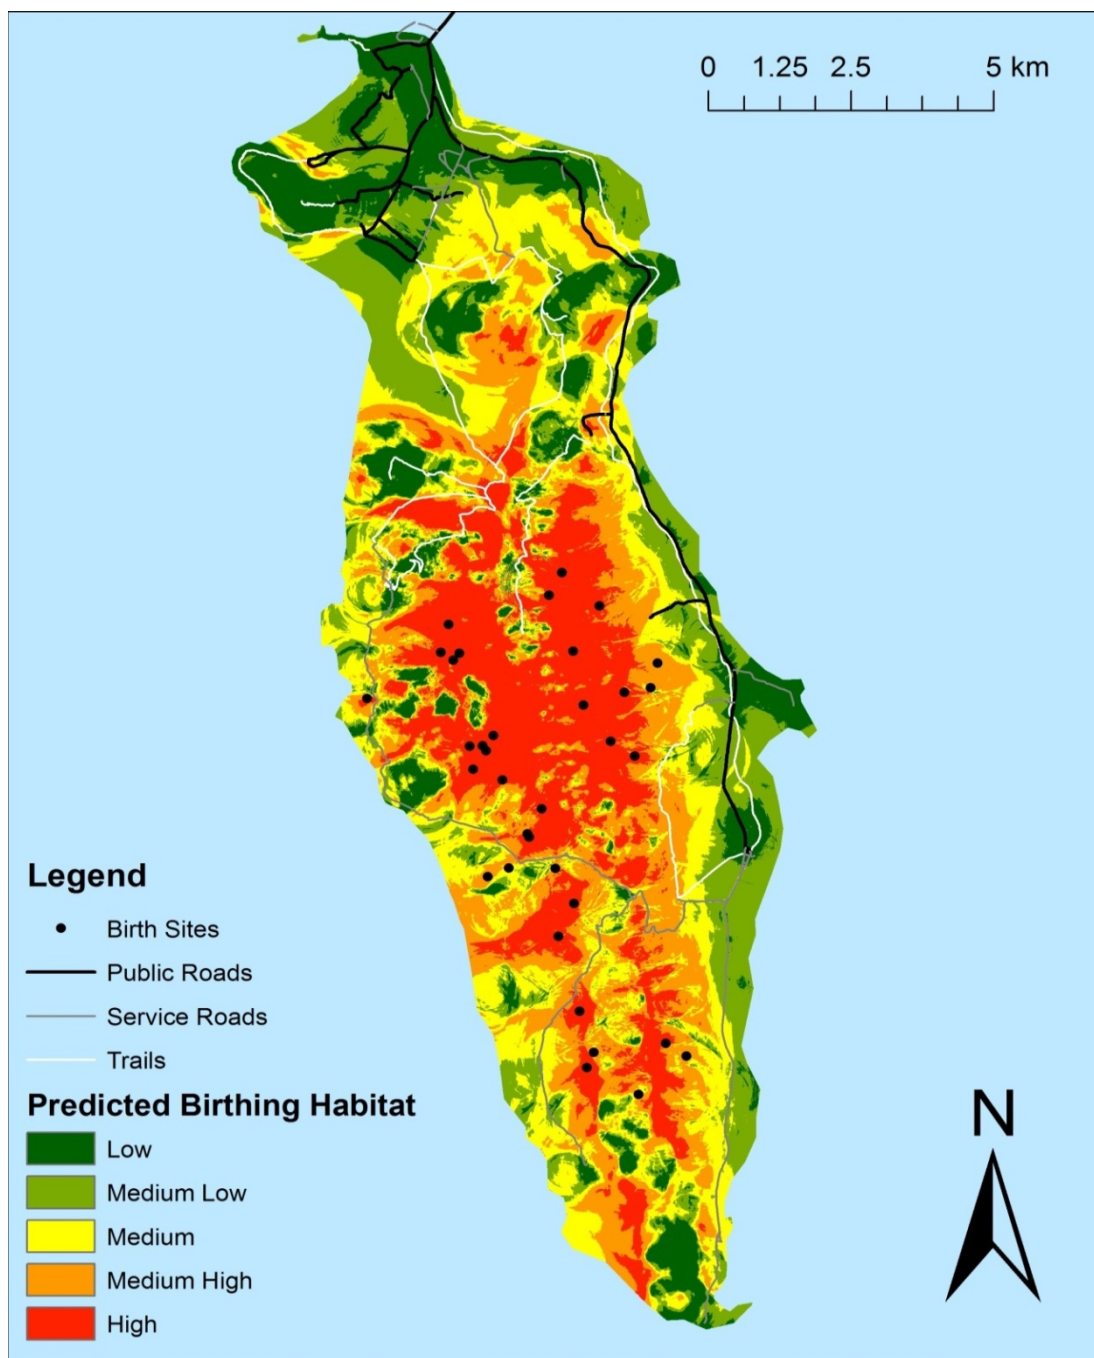 0 1.25 2.5 5 km
Legend
Birth Sites
Public Roads
Service Roads
Trails
Predicted Birthing Habitat
Low
Medium Low
Medium
Medium High
High
N